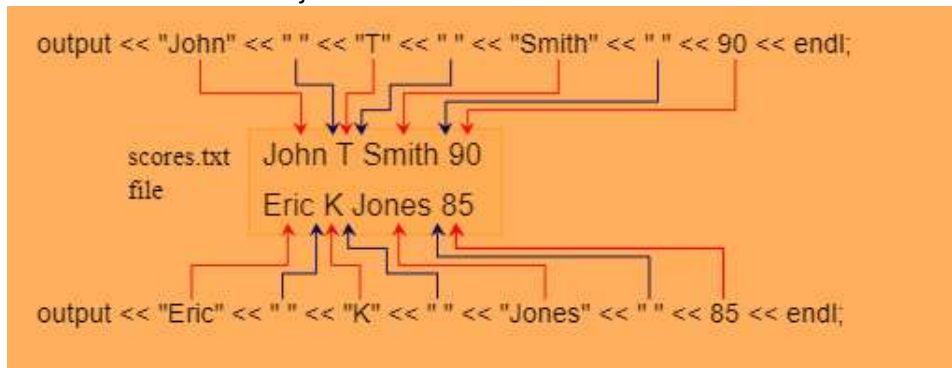 output << "John" << " " << "T" << " " << "Smith" << " " << 90 << endl;
scores.txt
file
John T Smith 90
Eric K Jones 85
output << "Eric" << " " << "K" << " " << "Jones" << " " << 85 << endl;